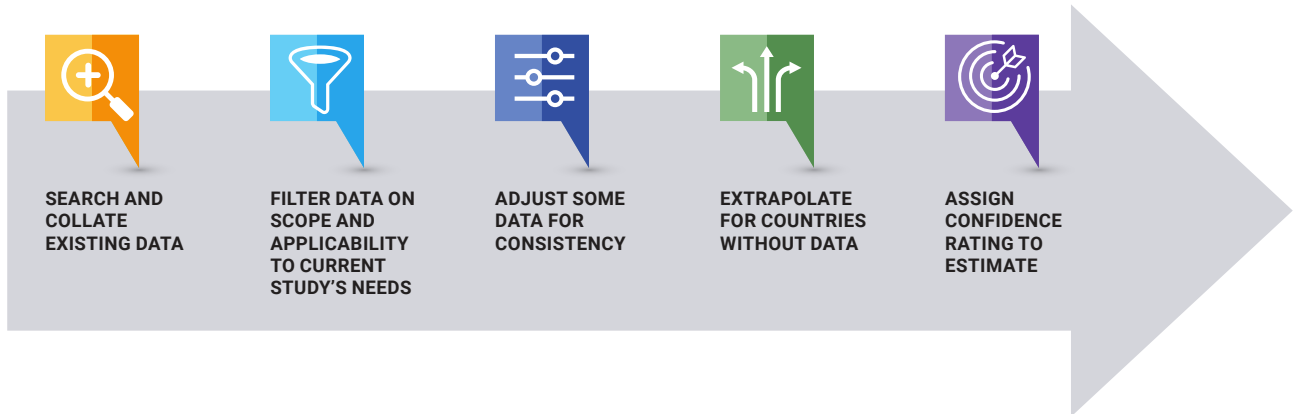 SEARCH AND
COLLATE
EXISTING DATA
FILTER DATA ON
SCOPE AND
APPLICABILITY
TO CURRENT
STUDY'S NEEDS
ADJUST SOME
DATA FOR
CONSISTENCY
EXTRAPOLATE
FOR COUNTRIES
WITHOUT DATA
ASSIGN
CONFIDENCE
RATING TO
ESTIMATE